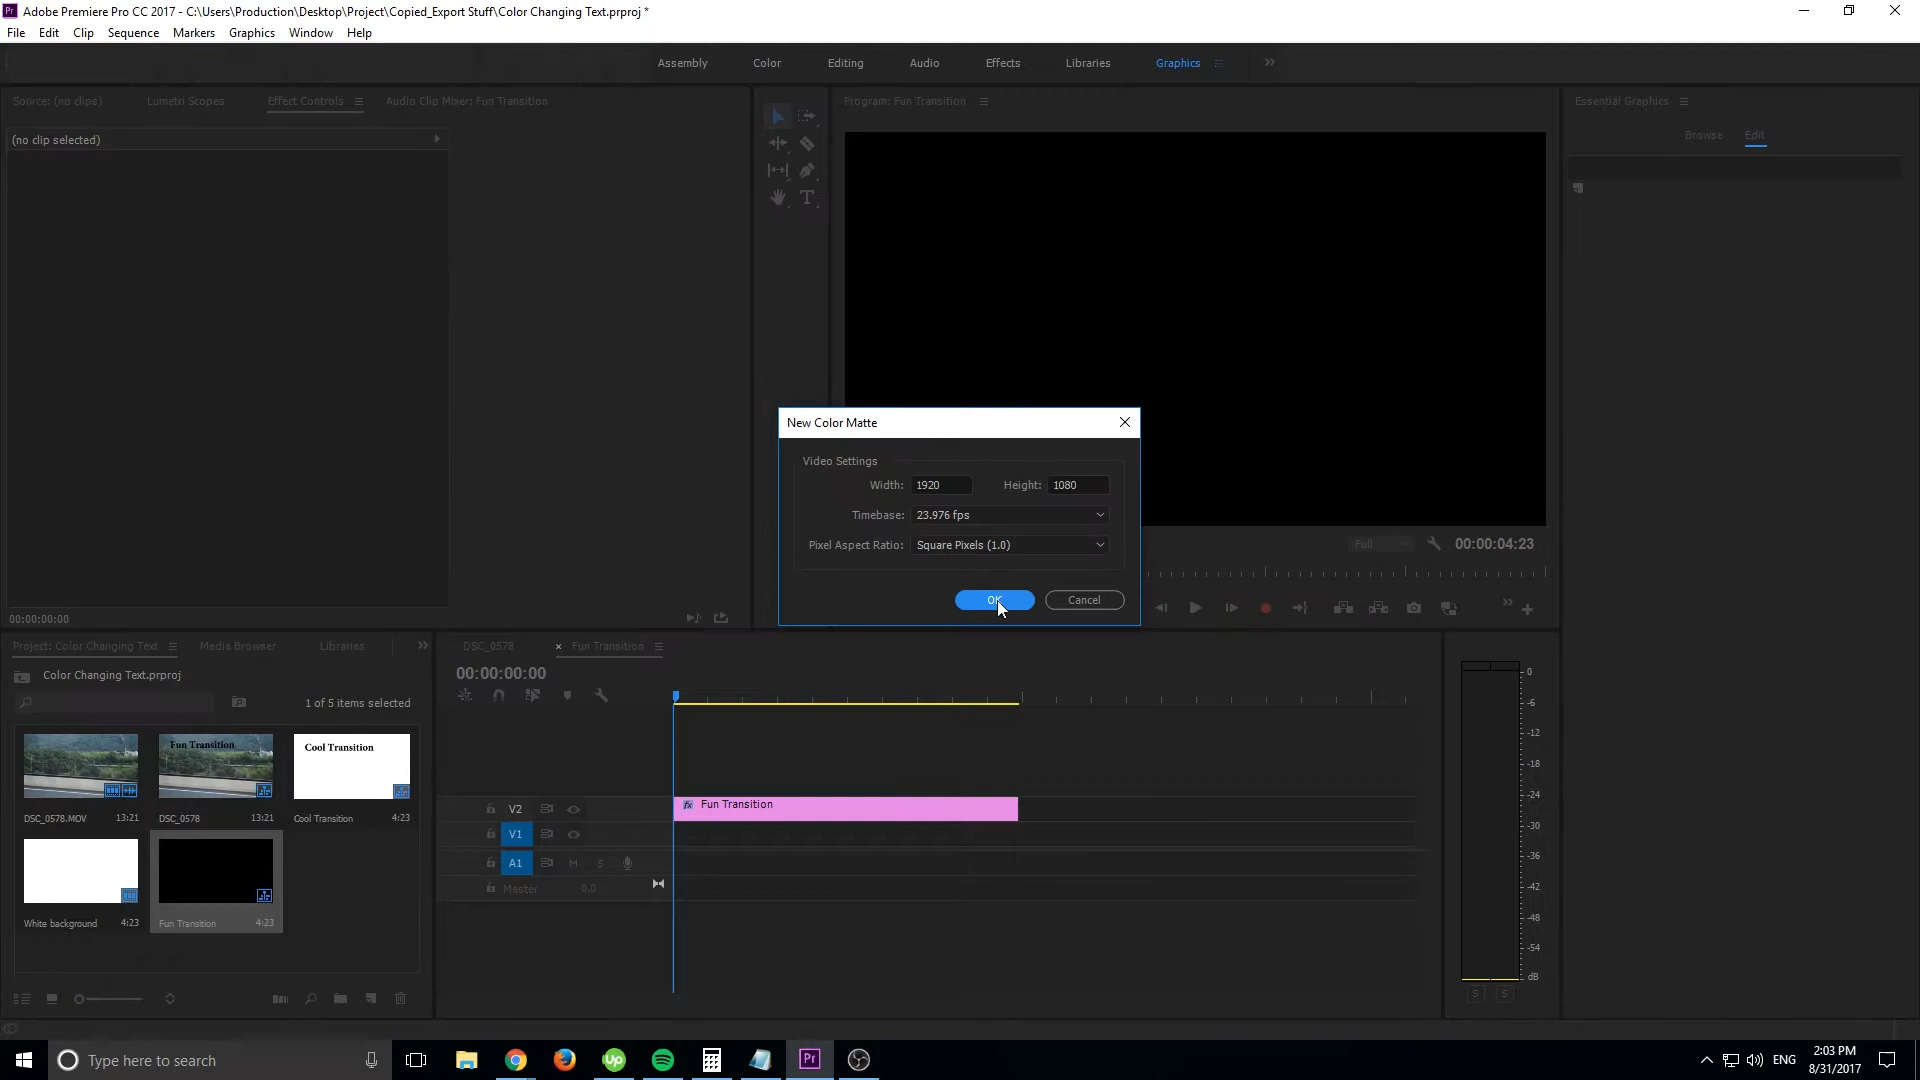 Adobe Premiere Pro CC 2017 - C:\Users\Production\Desktop\Project\Copied_Export Stuff\Color Changing Text.prproj *
File Edit Clip Sequence Markers Graphics Window Help
Assembly Color Editing Audio Effects Libraries Graphics
Source: (no clips) Lumetri Scopes Effect Controls Audio Clip Mixer: Fun Transition
Program: Fun Transition
Essential Graphics
Browse Edit
(no clip selected)
New Color Matte
Video Settings
Width: 1920 Height: 1080
Timebase: 23.976 fps
Pixel Aspect Ratio: Square Pixels (1.0)
OK Cancel
Full 00:00:04:23
00:00:00:00
Project: Color Changing Text Media Browser Libraries
Color Changing Text.prproj
1 of 5 items selected
Fun Transition
Cool Transition
DSC_0578.MOV 13:21 DSC_0578 13:21 Cool Transition 4:23
White background 4:23 Fun Transition 4:23
DSC_0578 × Fun Transition
00:00:00:00
V2 Fun Transition
V1
A1 M S
Master 0.0
0
-6
-12
-18
-24
-30
-36
-42
-48
-54
dB
S S
Type here to search
up
Pr
ENG
2:03 PM
8/31/2017